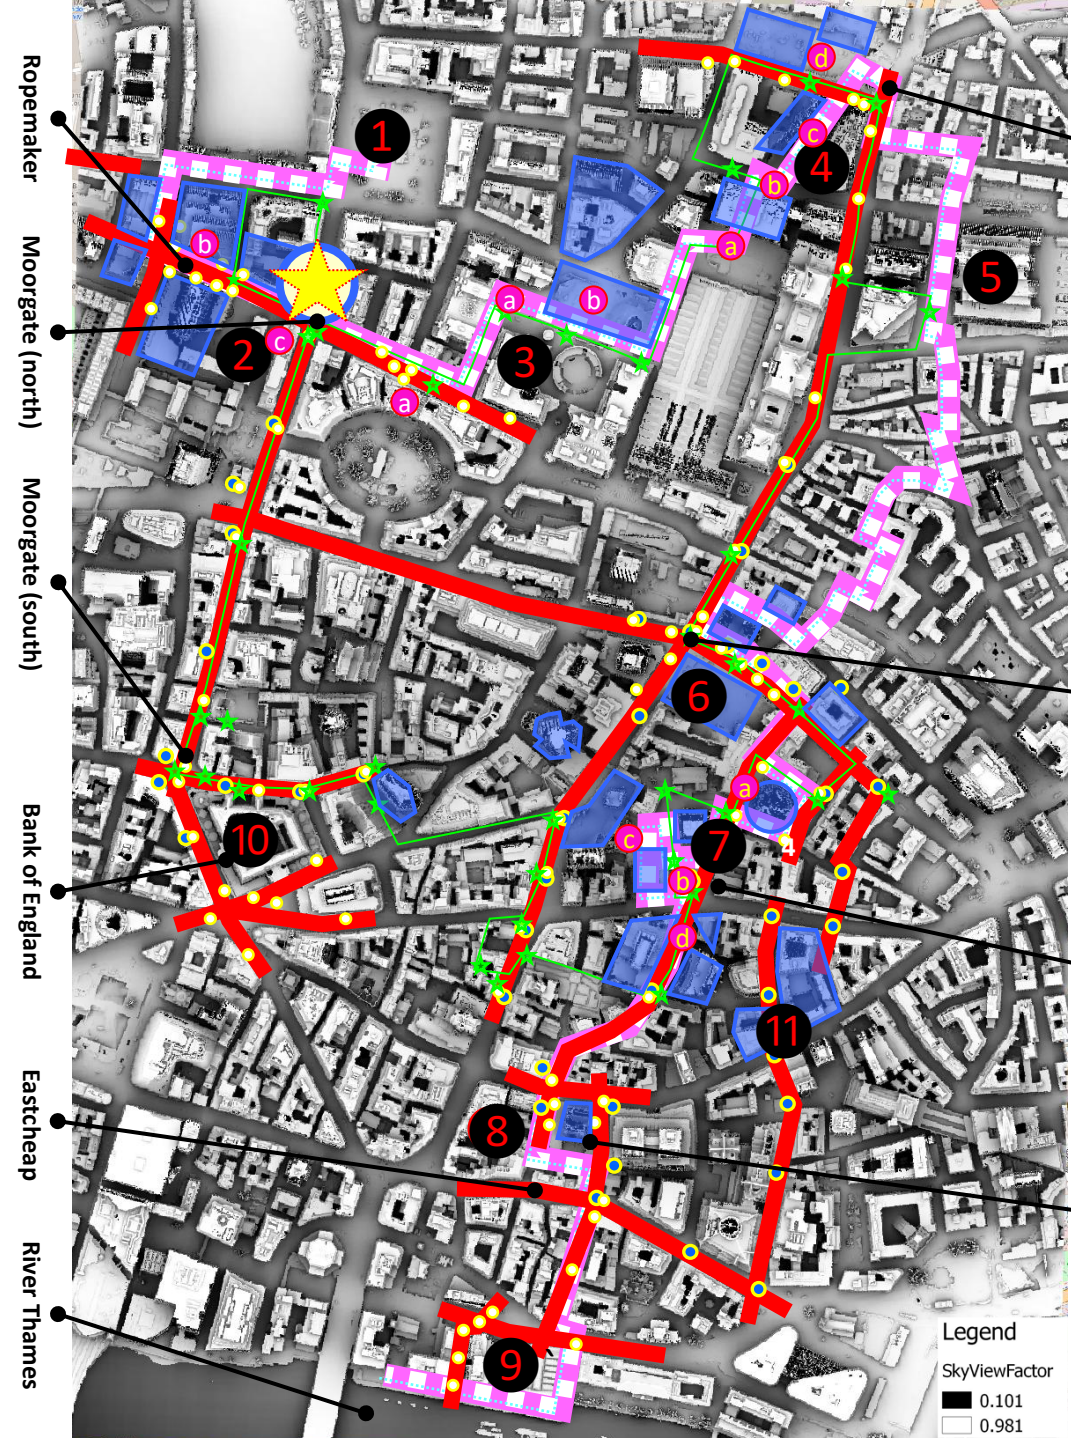 Ropemaker
Moorgate (north)
Moorgate (south)
Bank of England
Eastcheap
River Thames
1
2
3
4
5
6
7
8
9
10
11
d
c
b
a
b
a
b
c
a
a
c
b
d
4
Legend
SkyViewFactor
0.101
0.981